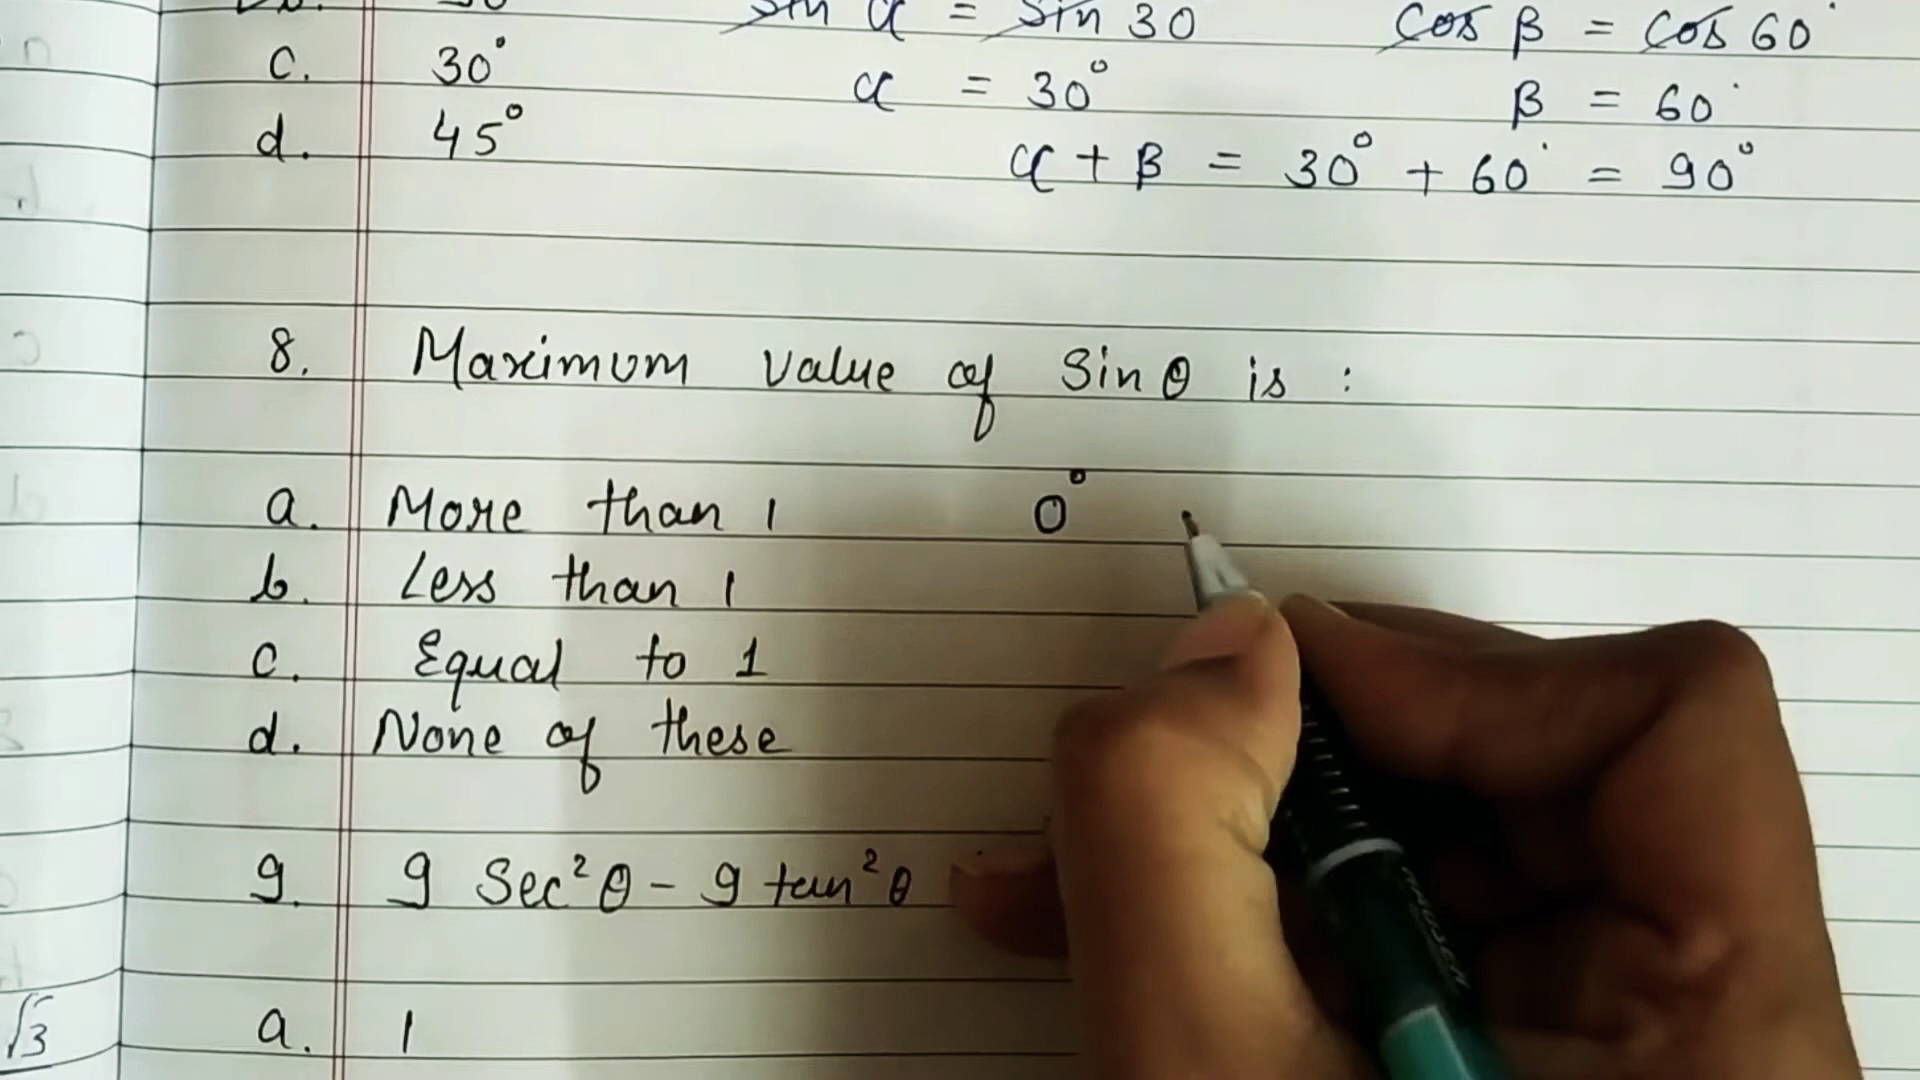 sin α = sin 30 cos β = cos 60°
c. 30° α = 30° β = 60°
d. 45° α + β = 30° + 60° = 90°
8. Maximum value of Sin θ is :
a. More than 1 0°
b. Less than 1
c. Equal to 1
d. None of these
9. 9 Sec²θ - 9 tan²θ
a. 1
√3